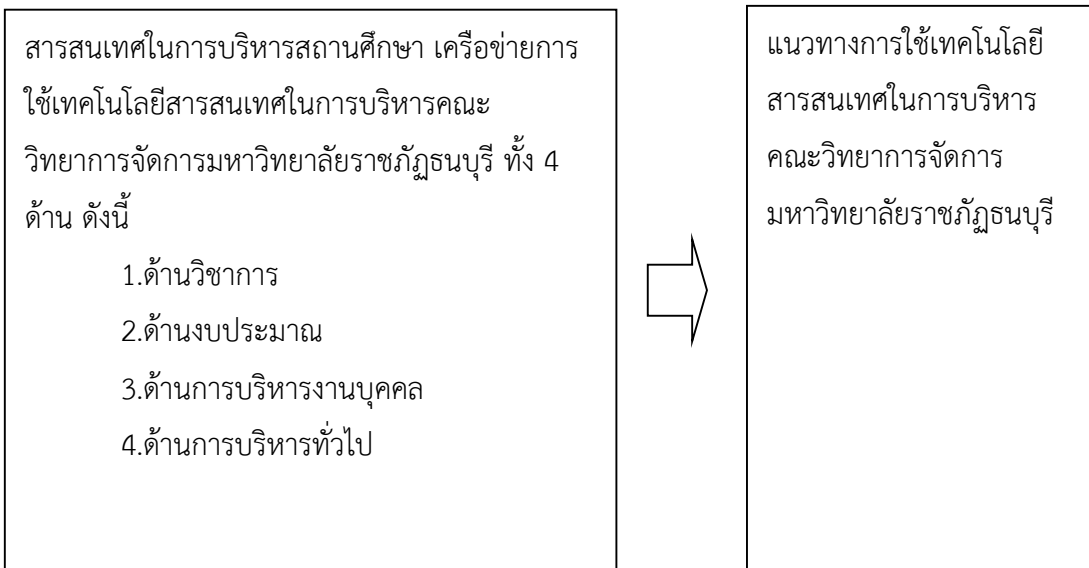 สารสนเทศในการบริหารสถานศึกษา เครือข่ายการ
ใช้เทคโนโลยีสารสนเทศในการบริหารคณะ
วิทยาการจัดการมหาวิทยาลัยราชภัฏธนบุรี ทั้ง 4
ด้าน ดังนี้
1.ด้านวิชาการ
2.ด้านงบประมาณ
3.ด้านการบริหารงานบุคคล
4.ด้านการบริหารทั่วไป
แนวทางการใช้เทคโนโลยี
สารสนเทศในการบริหาร
คณะวิทยาการจัดการ
มหาวิทยาลัยราชภัฏธนบุรี